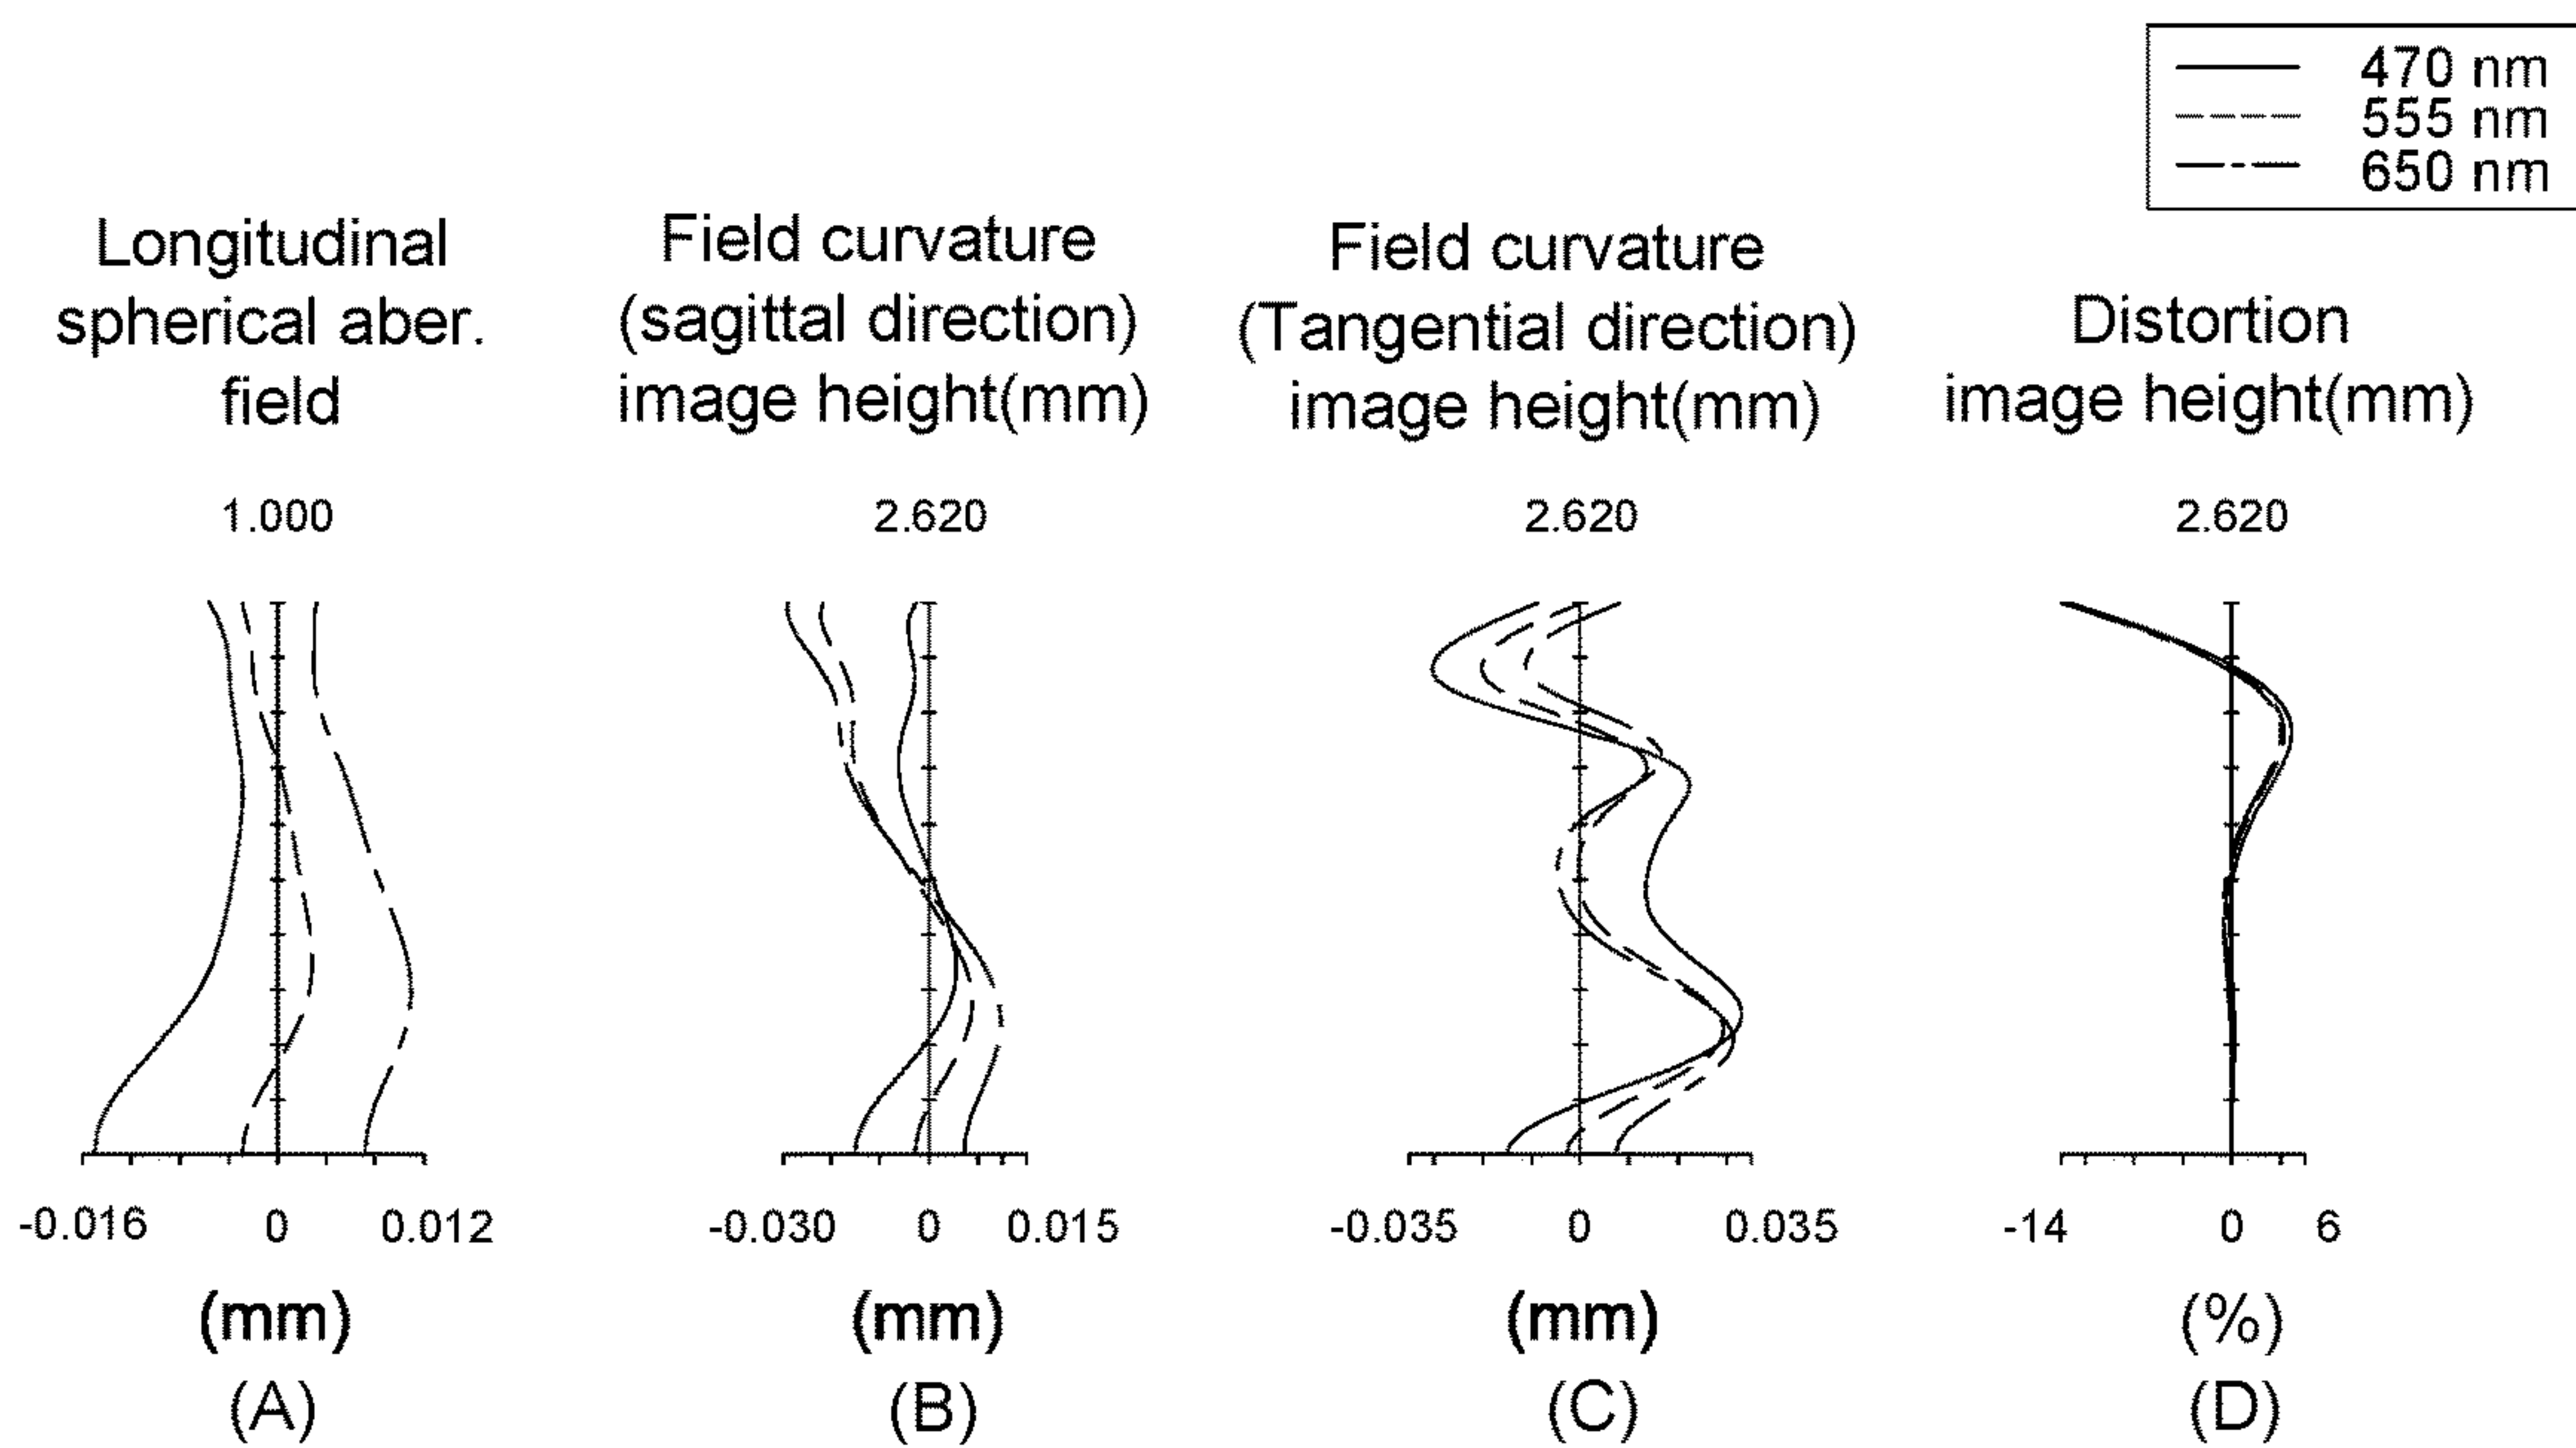 470 nm
555 nm
650 nm
Longitudinal
spherical aber.
field
1.000
-0.016 0 0.012
(mm)
(A)
Field curvature
(sagittal direction)
image height(mm)
2.620
-0.030 0 0.015
(mm)
(B)
Field curvature
(Tangential direction)
image height(mm)
2.620
-0.035 0 0.035
(mm)
(C)
Distortion
image height(mm)
2.620
-14 0 6
(%)
(D)